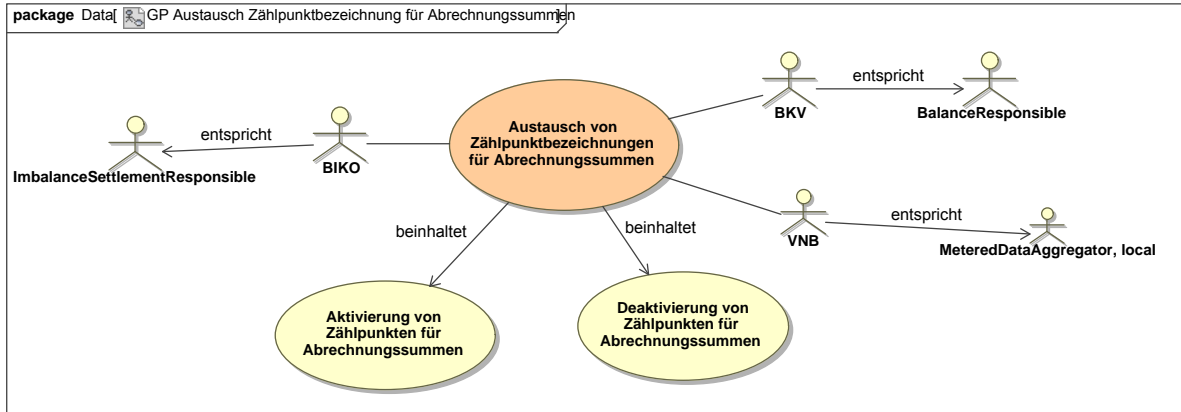 package Data[ GP Austausch Zählpunktbezeichnung für Abrechnungssummen]
entspricht
BKV
BalanceResponsible
Austausch von
Zählpunktbezeichnungen
für Abrechnungssummen
entspricht
BIKO
ImbalanceSettlementResponsible
entspricht
VNB
MeteredDataAggregator, local
beinhaltet
beinhaltet
Aktivierung von
Zählpunkten für
Abrechnungssummen
Deaktivierung von
Zählpunkten für
Abrechnungssummen